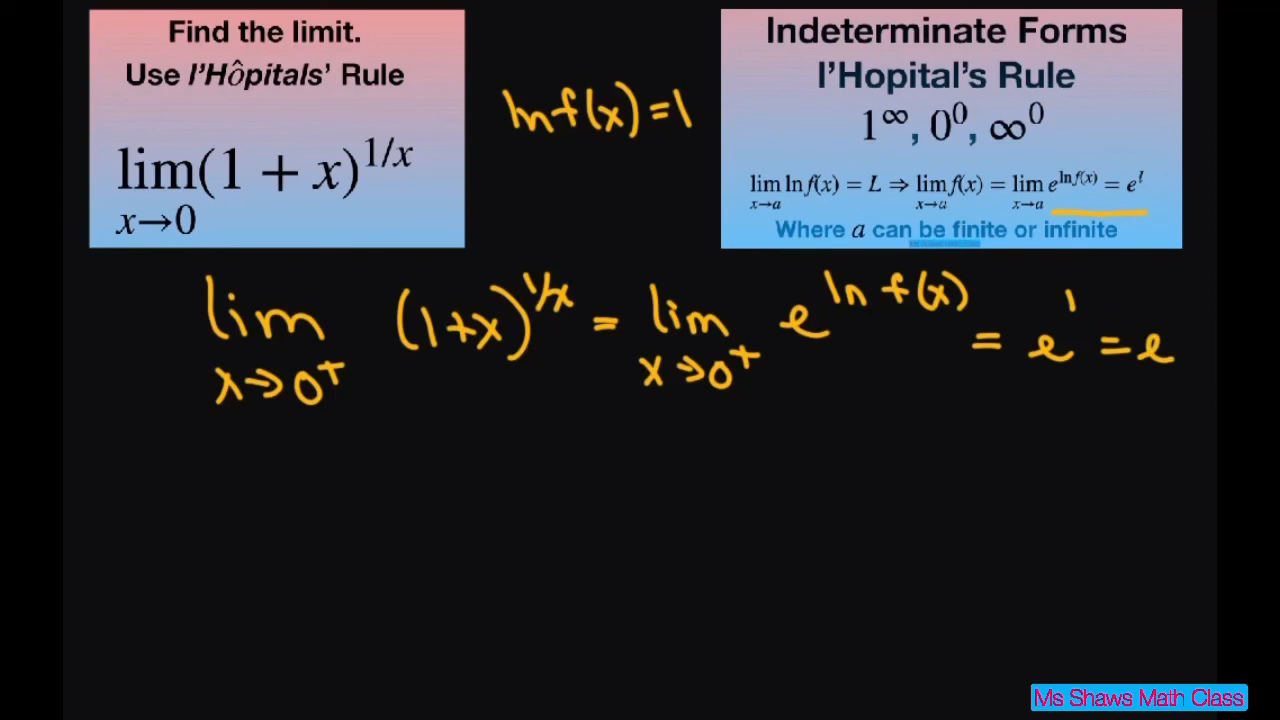 Find the limit.
Use l'Hôpitals' Rule
lim(1 + x)^{1/x}
x→0
ln f(x) = 1
Indeterminate Forms
l'Hopital's Rule
1^∞, 0^0, ∞^0
lim ln f(x) = L ⇒ lim f(x) = lim e^{ln f(x)} = e^l
x→a x→a x→a
Where a can be finite or infinite
lim (1+x)^{1/x} = lim e^{ln f(x)} = e^1 = e
x→0^+ x→0^+
Ms Shaws Math Class